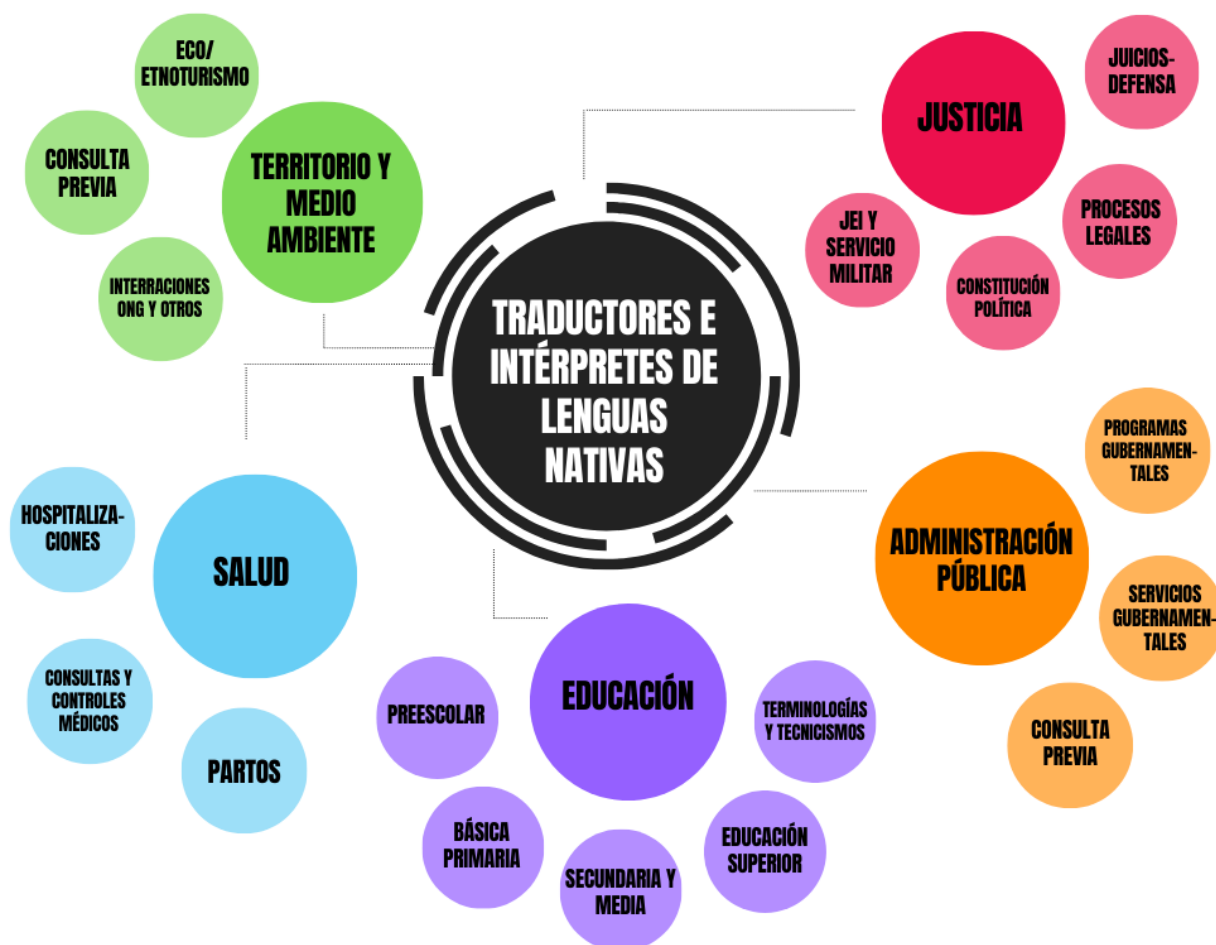 TRADUCTORES E
INTÉRPRETES DE
LENGUAS
NATIVAS
TERRITORIO Y
MEDIO
AMBIENTE
ECO/
ETNOTURISMO
CONSULTA
PREVIA
INTERRACIONES
ONG Y OTROS
JUSTICIA
JUICIOS-
DEFENSA
PROCESOS
LEGALES
CONSTITUCIÓN
POLÍTICA
JEI Y
SERVICIO
MILITAR
ADMINISTRACIÓN
PÚBLICA
PROGRAMAS
GUBERNAMEN-
TALES
SERVICIOS
GUBERNAMEN-
TALES
CONSULTA
PREVIA
EDUCACIÓN
PREESCOLAR
BÁSICA
PRIMARIA
SECUNDARIA Y
MEDIA
EDUCACIÓN
SUPERIOR
TERMINOLOGÍAS
Y TECNICISMOS
SALUD
HOSPITALIZA-
CIONES
CONSULTAS Y
CONTROLES
MÉDICOS
PARTOS